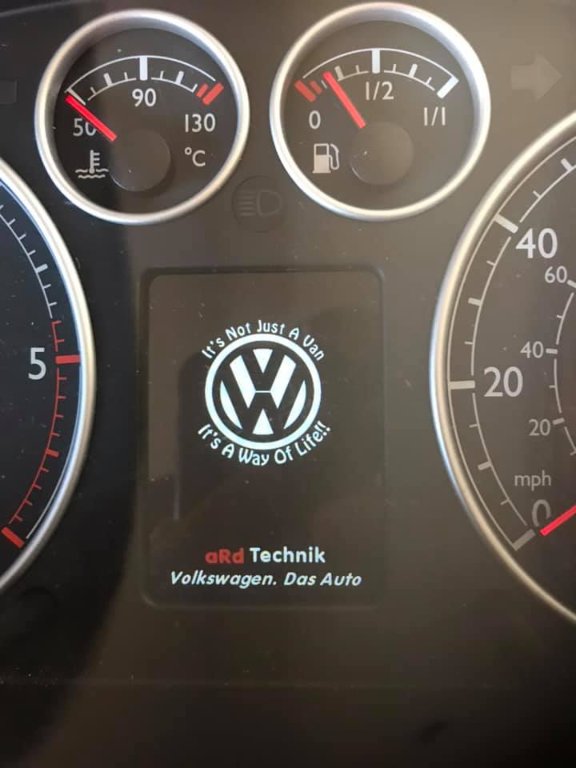 90
50
130
°C
1/2
0
1/1
40
60
5
40
20
20
mph
0
It's Not Just A Van
It's A Way Of Life!!
aRd Technik
Volkswagen. Das Auto